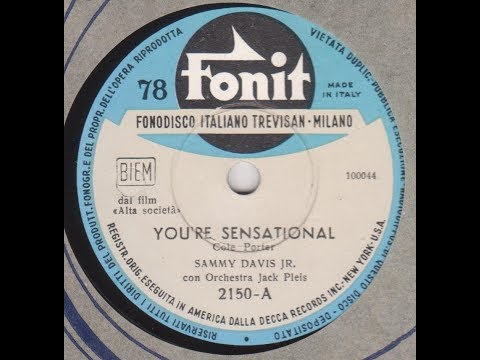 78
Fonit
MADE
IN ITALY
FONODISCO ITALIANO TREVISAN · MILANO
BIEM
100044
dal film
«Alta società»
YOU'RE SENSATIONAL
Cole Porter
SAMMY DAVIS JR.
con Orchestra Jack Pleis
2150-A
REGISTR. ORIG. ESEGUITA IN AMERICA DALLA DECCA RECORDS INC. - NEW YORK - U.S.A.
RISERVATI TUTTI I DIRITTI DEL PRODUTT. FONOGR. E DEL PROPR. DELL'OPERA RIPRODOTTA
VIETATA DUPLIC. - PUBBLICA ESECUZIONE
DI QUESTO DISCO - DEPOSITATO